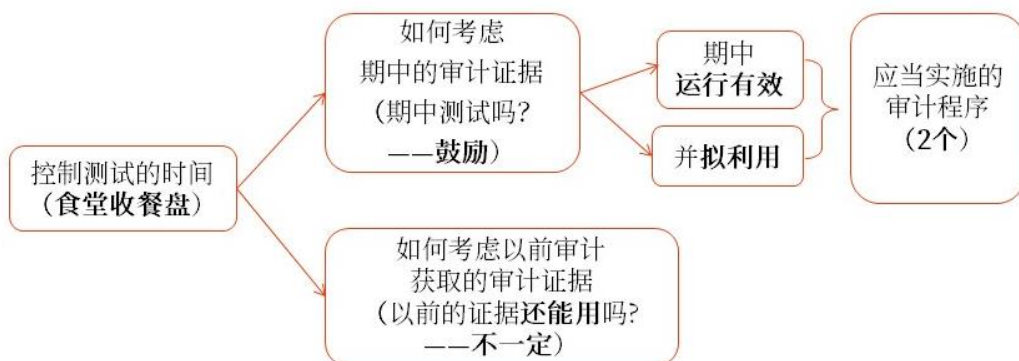 控制测试的时间
（食堂收餐盘）
如何考虑
期中的审计证据
（期中测试吗？
——鼓励）
期中
运行有效
并拟利用
应当实施的
审计程序
（2个）
如何考虑以前审计
获取的审计证据
（以前的证据还能用吗?
——不一定）